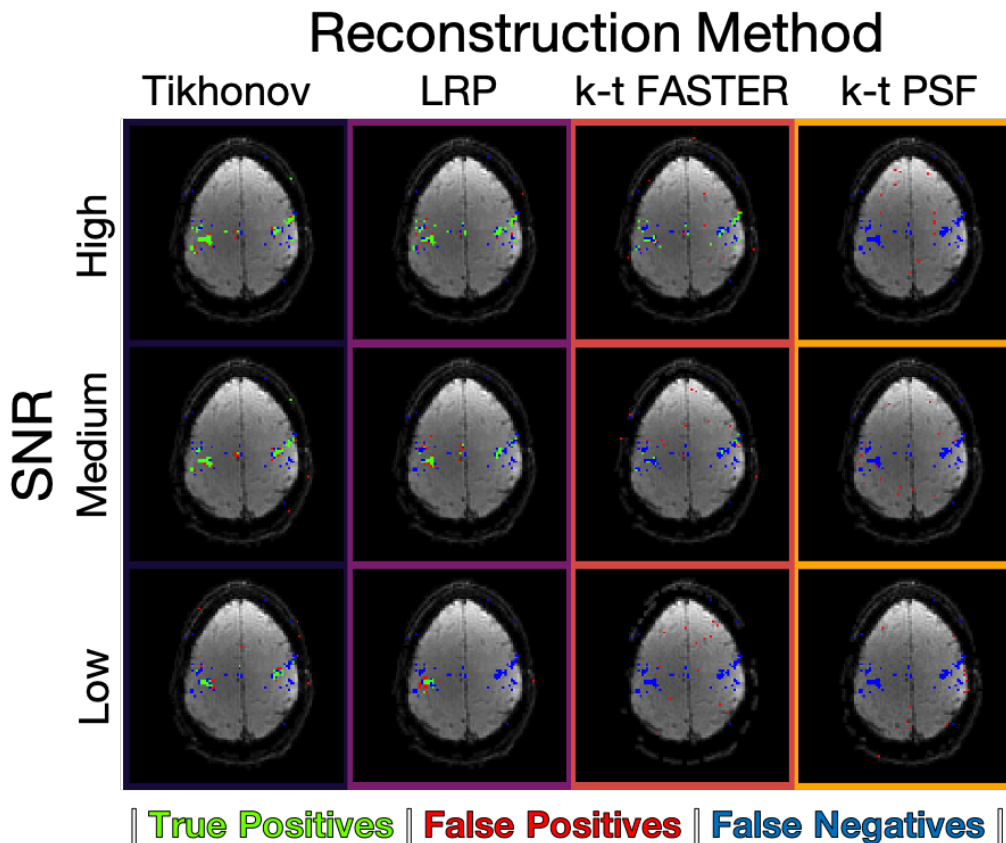 Reconstruction Method
Tikhonov LRP k-t FASTER k-t PSF
SNR
High
Medium
Low
| True Positives | False Positives | False Negatives |